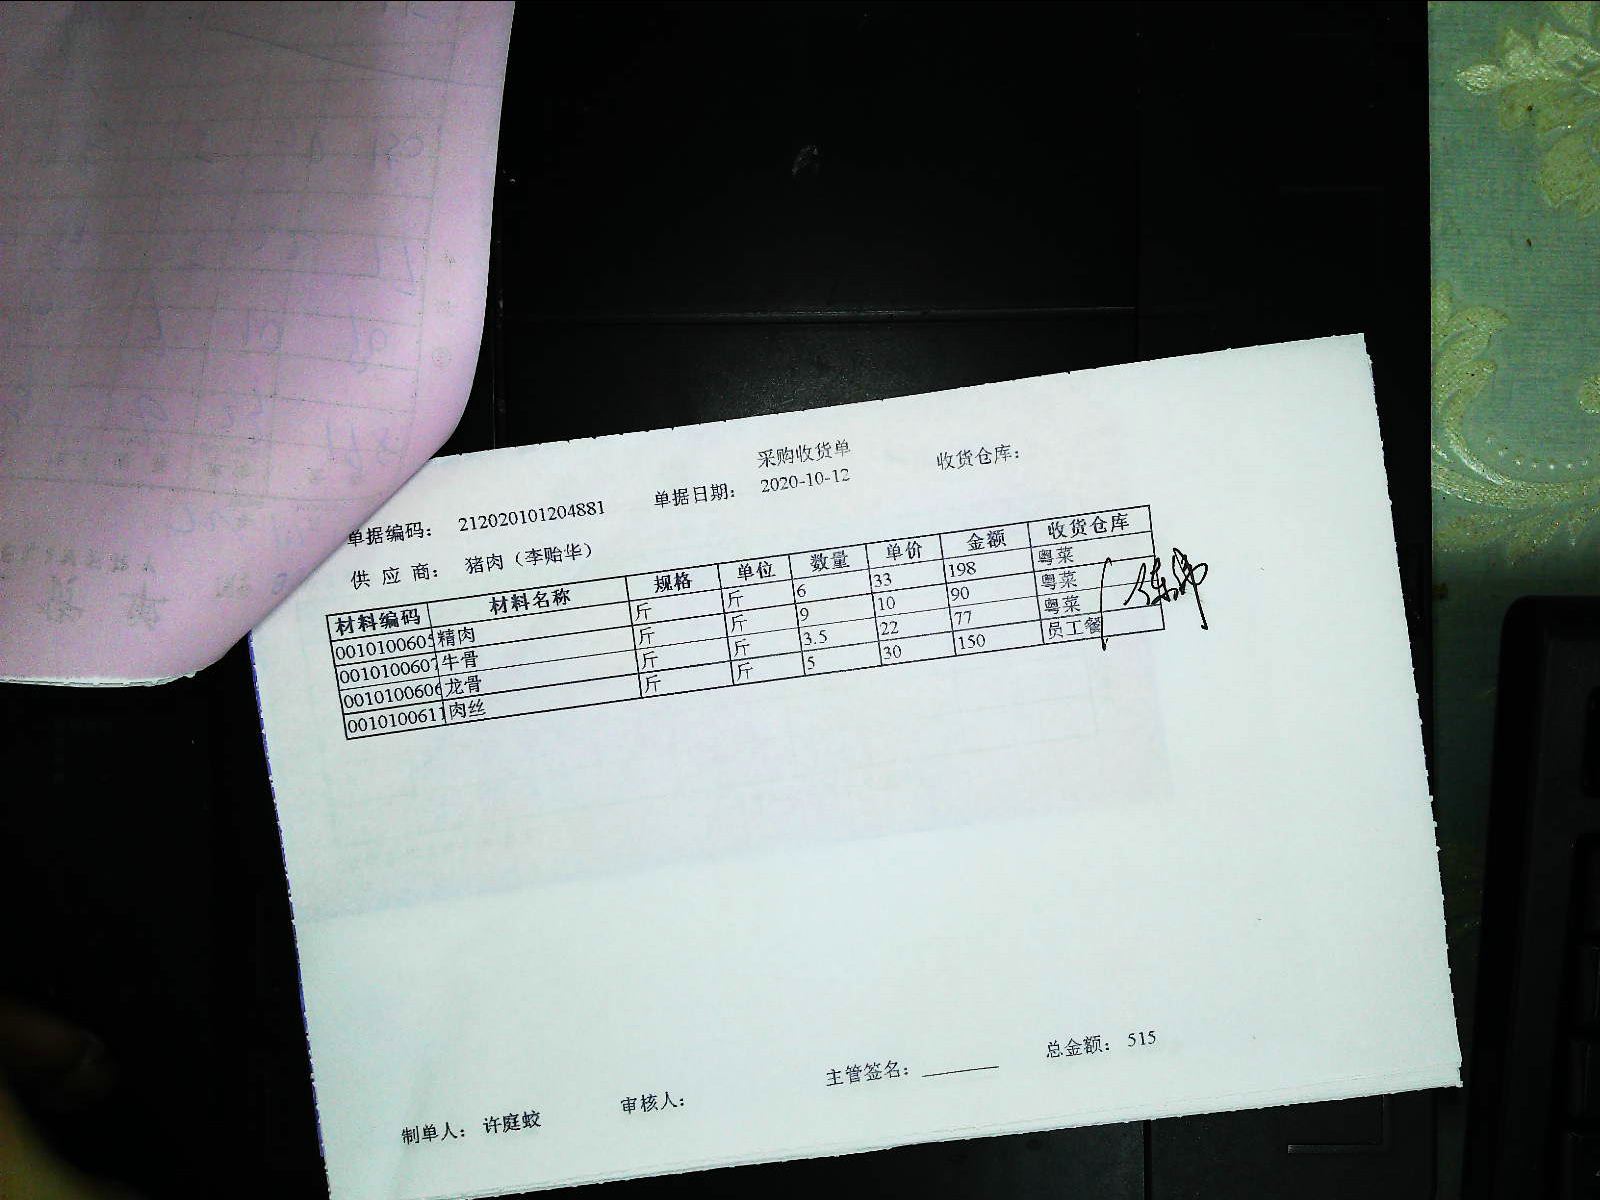 采购收货单
单据编码： 212020101204881 单据日期： 2020-10-12 收货仓库：
供 应 商： 猪肉（李贻华）
材料编码 材料名称 规格 单位 数量 单价 金额 收货仓库
0010100605 精肉 斤 斤 6 33 198 粤菜
0010100607 牛骨 斤 斤 9 10 90 粤菜
0010100606 龙骨 斤 斤 3.5 22 77 粤菜
0010100611 肉丝 斤 斤 5 30 150 员工餐
制单人： 许庭蛟 审核人： 主管签名： 总金额： 515